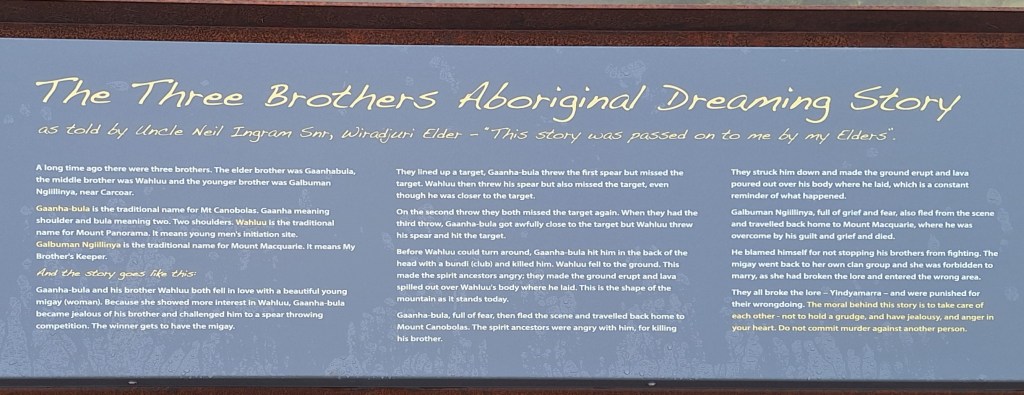 The Three Brothers Aboriginal Dreaming Story
as told by Uncle Neil Ingram Snr, Wiradjuri Elder – "This story was passed on to me by my Elders".
A long time ago there were three brothers. The elder brother was Gaanhabula,
the middle brother was Wahluu and the younger brother was Galbuman
Ngiillinya, near Carcoar.
Gaanha-bula is the traditional name for Mt Canobolas. Gaanha meaning
shoulder and bula meaning two. Two shoulders. Wahluu is the traditional
name for Mount Panorama. It means young men's initiation site.
Galbuman Ngiillinya is the traditional name for Mount Macquarie. It means My
Brother's Keeper.
And the story goes like this:
Gaanha-bula and his brother Wahluu both fell in love with a beautiful young
migay (woman). Because she showed more interest in Wahluu, Gaanha-bula
became jealous of his brother and challenged him to a spear throwing
competition. The winner gets to have the migay.
They lined up a target, Gaanha-bula threw the first spear but missed the
target. Wahluu then threw his spear but also missed the target, even
though he was closer to the target.
On the second throw they both missed the target again. When they had the
third throw, Gaanha-bula got awfully close to the target but Wahluu threw
his spear and hit the target.
Before Wahluu could turn around, Gaanha-bula hit him in the back of the
head with a bundi (club) and killed him. Wahluu fell to the ground. This
made the spirit ancestors angry; they made the ground erupt and lava
spilled out over Wahluu's body where he laid. This is the shape of the
mountain as it stands today.
Gaanha-bula, full of fear, then fled the scene and travelled back home to
Mount Canobolas. The spirit ancestors were angry with him, for killing
his brother.
They struck him down and made the ground erupt and lava
poured out over his body where he laid, which is a constant
reminder of what happened.
Galbuman Ngiillinya, full of grief and fear, also fled from the scene
and travelled back home to Mount Macquarie, where he was
overcome by his guilt and grief and died.
He blamed himself for not stopping his brothers from fighting. The
migay went back to her own clan group and she was forbidden to
marry, as she had broken the lore and entered the wrong area.
They all broke the lore – Yindyamarra – and were punished for
their wrongdoing. The moral behind this story is to take care of
each other - not to hold a grudge, and have jealousy, and anger in
your heart. Do not commit murder against another person.